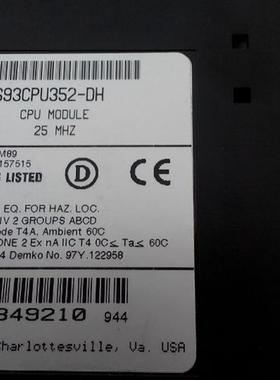 S93CPU352-DH
CPU MODULE
25 MHZ
M89
157515
LISTED
D
EQ. FOR HAZ. LOC.
IV 2 GROUPS ABCD
ode T4A, Ambient 60C
ONE 2 Ex nA IIC T4 0C≤ Ta≤ 60C
4 Demko No. 97Y.122958
849210 944
Charlottesville, Va. USA